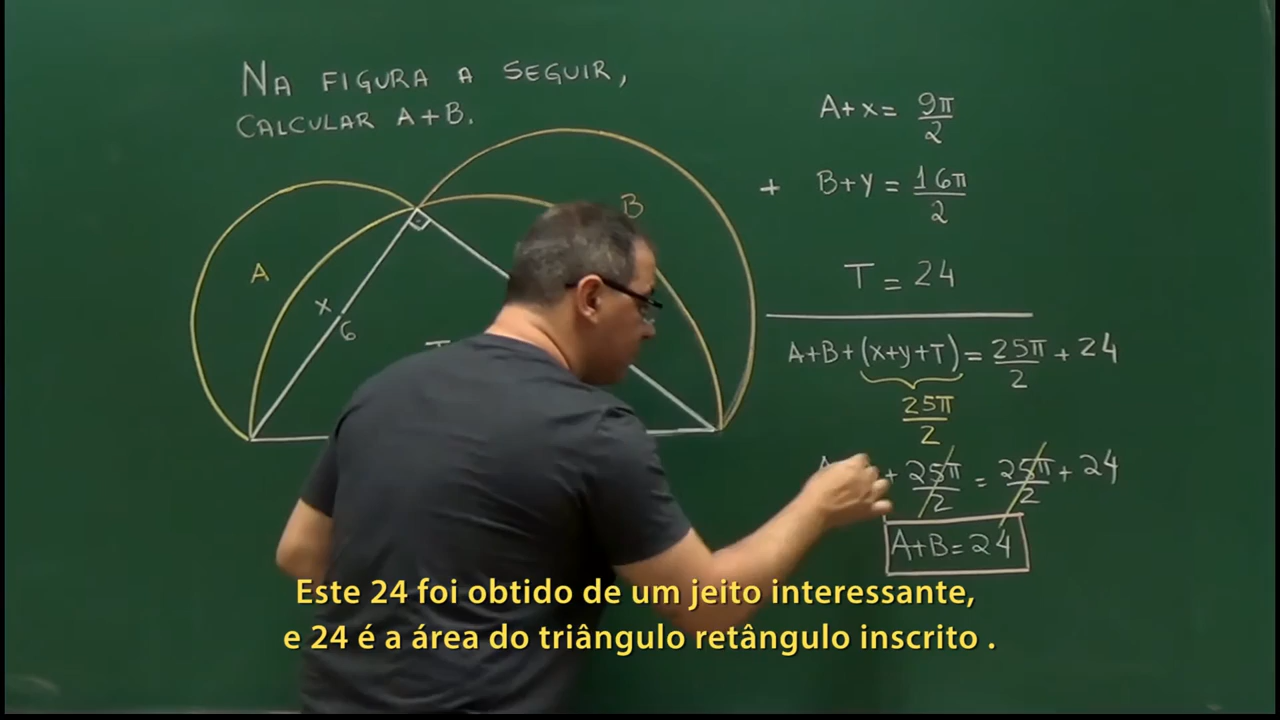 NA FIGURA A SEGUIR,
CALCULAR A+B.
A
x
6
B
A+x = 9π/2
+ B+y = 16π/2
T = 24
A+B+(x+y+T) = 25π/2 + 24
25π/2
+ 25π/2 = 25π/2 + 24
A+B=24
Este 24 foi obtido de um jeito interessante,
e 24 é a área do triângulo retângulo inscrito .